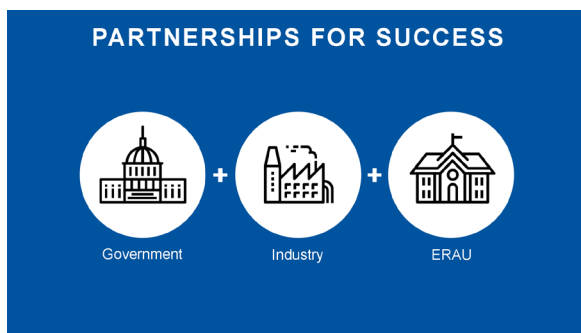 PARTNERSHIPS FOR SUCCESS
+ +
Government Industry ERAU